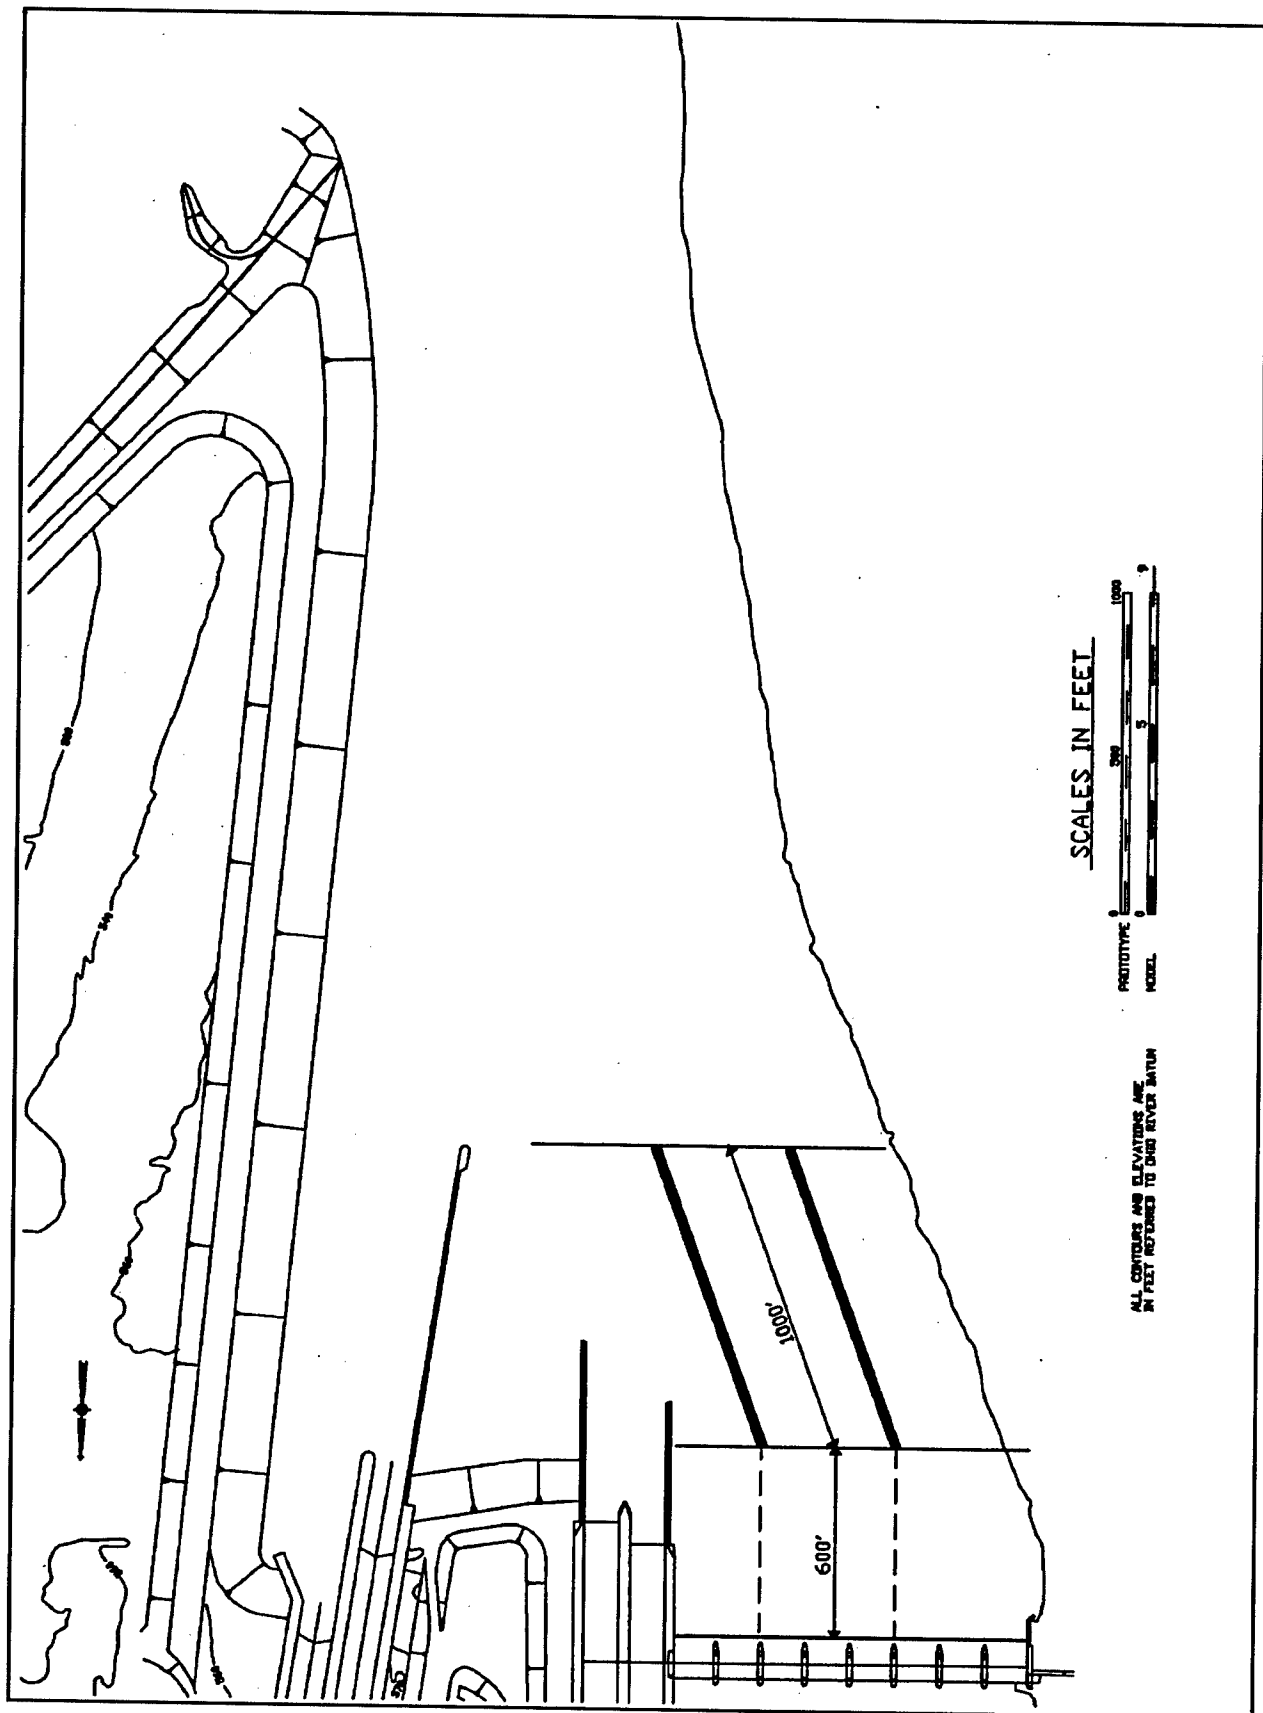 SCALES IN FEET
PROTOTYPE 0 500 1000
MODEL 0 5 9
ALL CONTOURS AND ELEVATIONS ARE
IN FEET REFERRED TO OHIO RIVER DATUM
1000'
600'
540